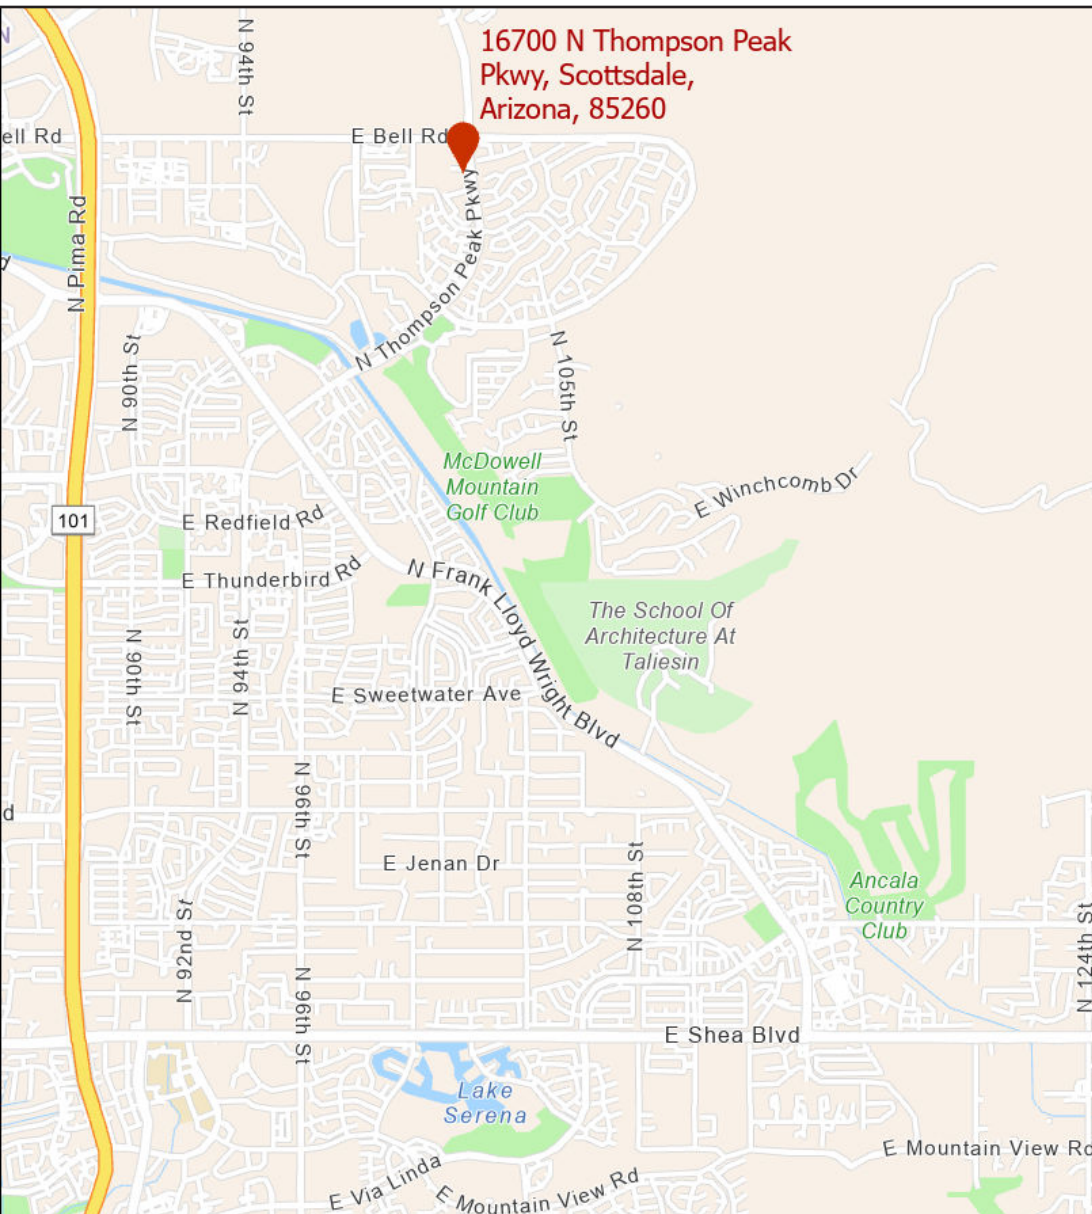 N
N 94th St
16700 N Thompson Peak
Pkwy, Scottsdale,
Arizona, 85260
ell Rd
E Bell Rd
N Pima Rd
N Thompson Peak Pkwy
d
N 90th St
N 105th St
McDowell
Mountain
Golf Club
E Winchcomb Dr
101
E Redfield Rd
E Thunderbird Rd
N Frank Lloyd Wright Blvd
The School Of
Architecture At
Taliesin
N 90th St
N 94th St
E Sweetwater Ave
N 96th St
d
E Jenan Dr
N 108th St
Ancala
Country
Club
N 92nd St
N 124th St
N 96th St
E Shea Blvd
Lake
Serena
E Mountain View Rd
E Via Linda
E Mountain View Rd